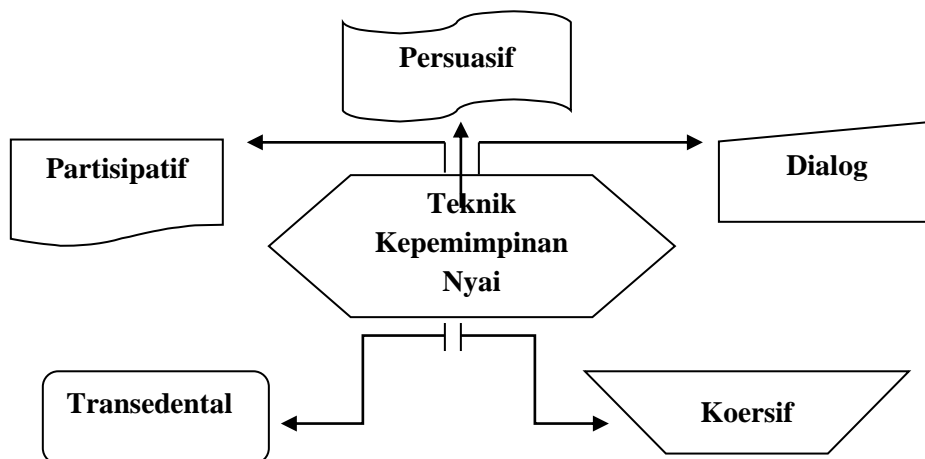 Persuasif
Partisipatif
Dialog
Teknik
Kepemimpinan
Nyai
Transedental
Koersif